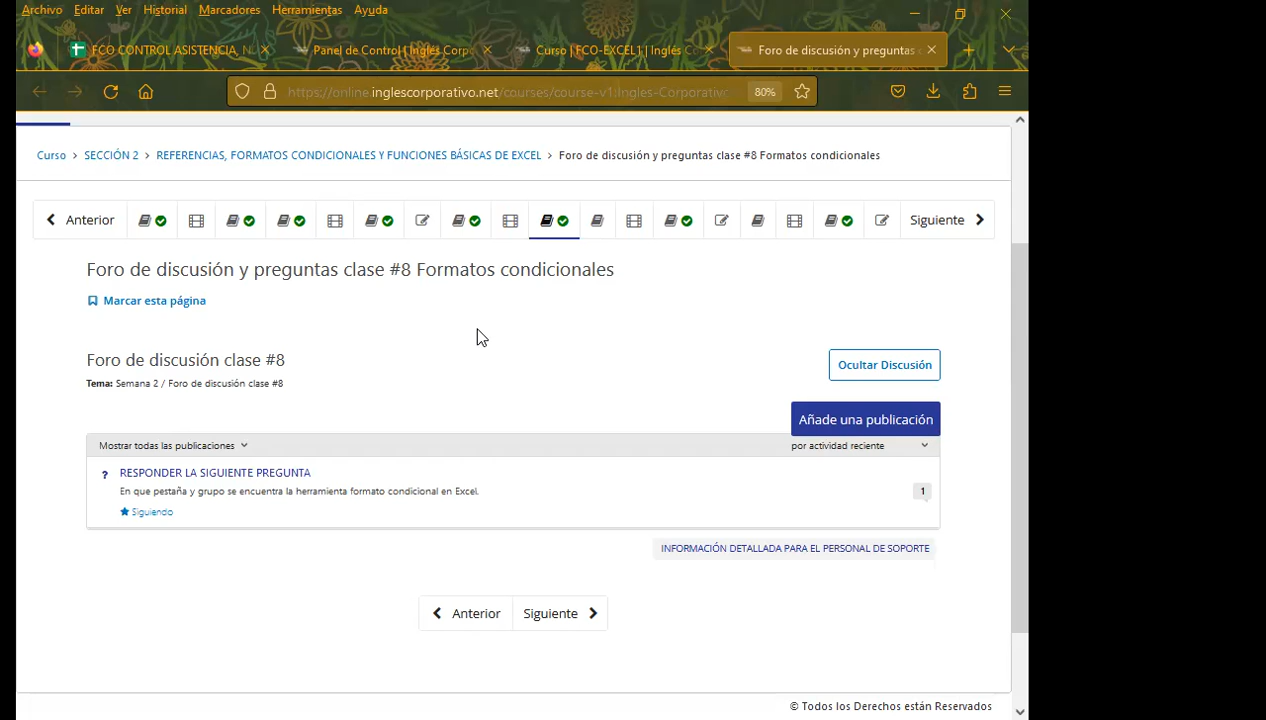 Archivo Editar Ver Historial Marcadores Herramientas Ayuda
FCO CONTROL ASISTENCIA, N
Panel de Control | Ingles Corpo
Curso | FCO-EXCEL1 | Inglés C
Foro de discusión y preguntas
https://online.inglescorporativo.net/courses/course-v1:Ingles-Corporativo
80%
Curso > SECCIÓN 2 > REFERENCIAS, FORMATOS CONDICIONALES Y FUNCIONES BÁSICAS DE EXCEL > Foro de discusión y preguntas clase #8 Formatos condicionales
Anterior
Siguiente
Foro de discusión y preguntas clase #8 Formatos condicionales
Marcar esta página
Foro de discusión clase #8
Ocultar Discusión
Tema: Semana 2 / Foro de discusión clase #8
Añade una publicación
Mostrar todas las publicaciones
por actividad reciente
? RESPONDER LA SIGUIENTE PREGUNTA
En que pestaña y grupo se encuentra la herramienta formato condicional en Excel.
1
Siguiendo
INFORMACIÓN DETALLADA PARA EL PERSONAL DE SOPORTE
Anterior Siguiente
© Todos los Derechos están Reservados